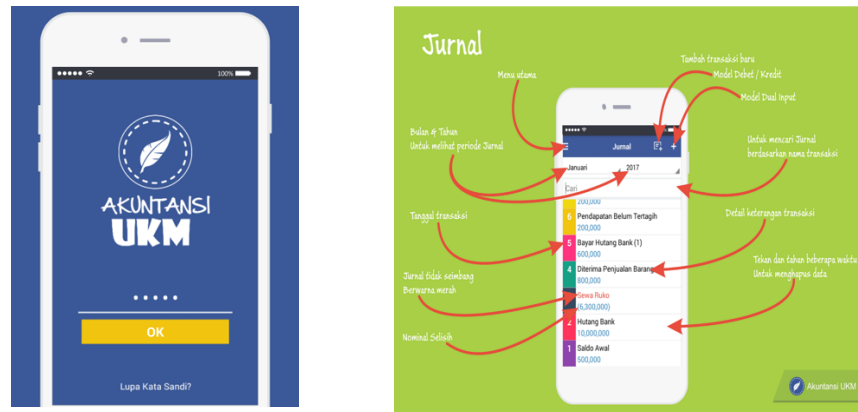 100%
AKUNTANSI
UKM
OK
Lupa Kata Sandi?
Jurnal
Tambah transaksi baru
Menu utama
Model Debet / Kredit
Model Dual Input
Bulan & Tahun
Untuk melihat periode Jurnal
Jurnal
Untuk mencari Jurnal
berdasarkan nama transaksi
Januari
2017
Cari
200,000
6 Pendapatan Belum Tertagih
200,000
Tanggal transaksi
Detail keterangan transaksi
5 Bayar Hutang Bank (1)
600,000
4 Diterima Penjualan Barang
800,000
Tekan dan tahan beberapa waktu
Untuk menghapus data
Jurnal tidak seimbang
Berwarna merah
Sewa Ruko
(6,300,000)
Nominal Selisih
2 Hutang Bank
10,000,000
1 Saldo Awal
500,000
Akuntansi UKM